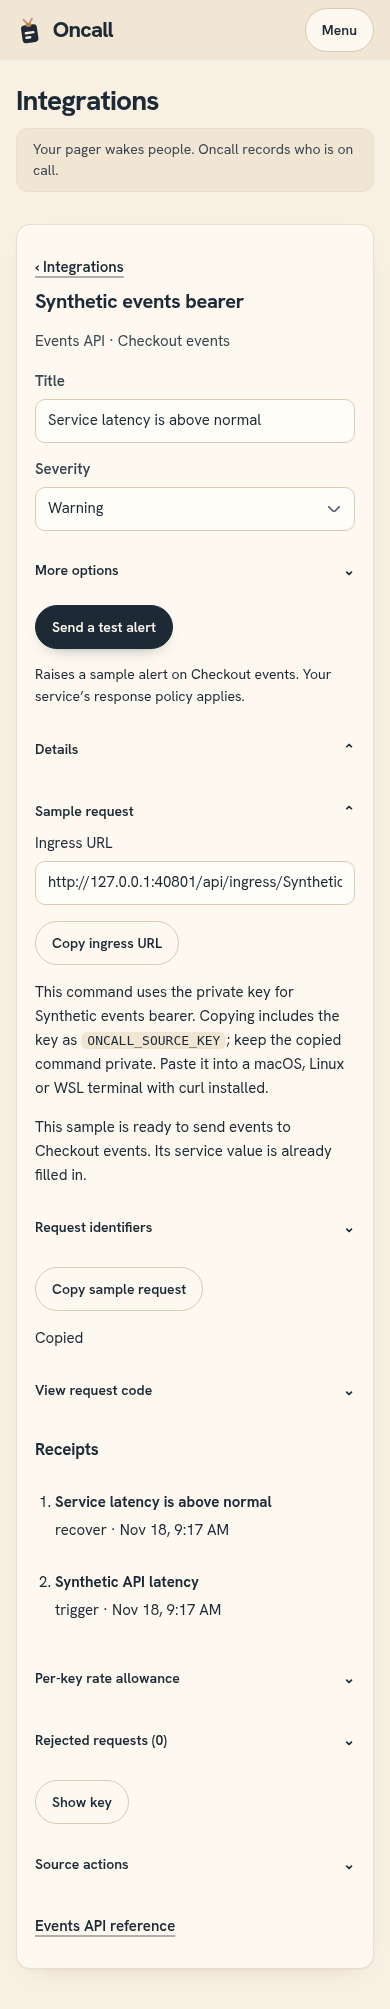 Oncall
Menu
Integrations
Your pager wakes people. Oncall records who is on
call.
‹ Integrations
Synthetic events bearer
Events API · Checkout events
Title
Service latency is above normal
Severity
Warning
More options
Send a test alert
Raises a sample alert on Checkout events. Your
service’s response policy applies.
Details
Sample request
Ingress URL
http://127.0.0.1:40801/api/ingress/Synthetic
Copy ingress URL
This command uses the private key for
Synthetic events bearer. Copying includes the
key as ONCALL_SOURCE_KEY; keep the copied
command private. Paste it into a macOS, Linux
or WSL terminal with curl installed.
This sample is ready to send events to
Checkout events. Its service value is already
filled in.
Request identifiers
Copy sample request
Copied
View request code
Receipts
1. Service latency is above normal
recover · Nov 18, 9:17 AM
2. Synthetic API latency
trigger · Nov 18, 9:17 AM
Per-key rate allowance
Rejected requests (0)
Show key
Source actions
Events API reference